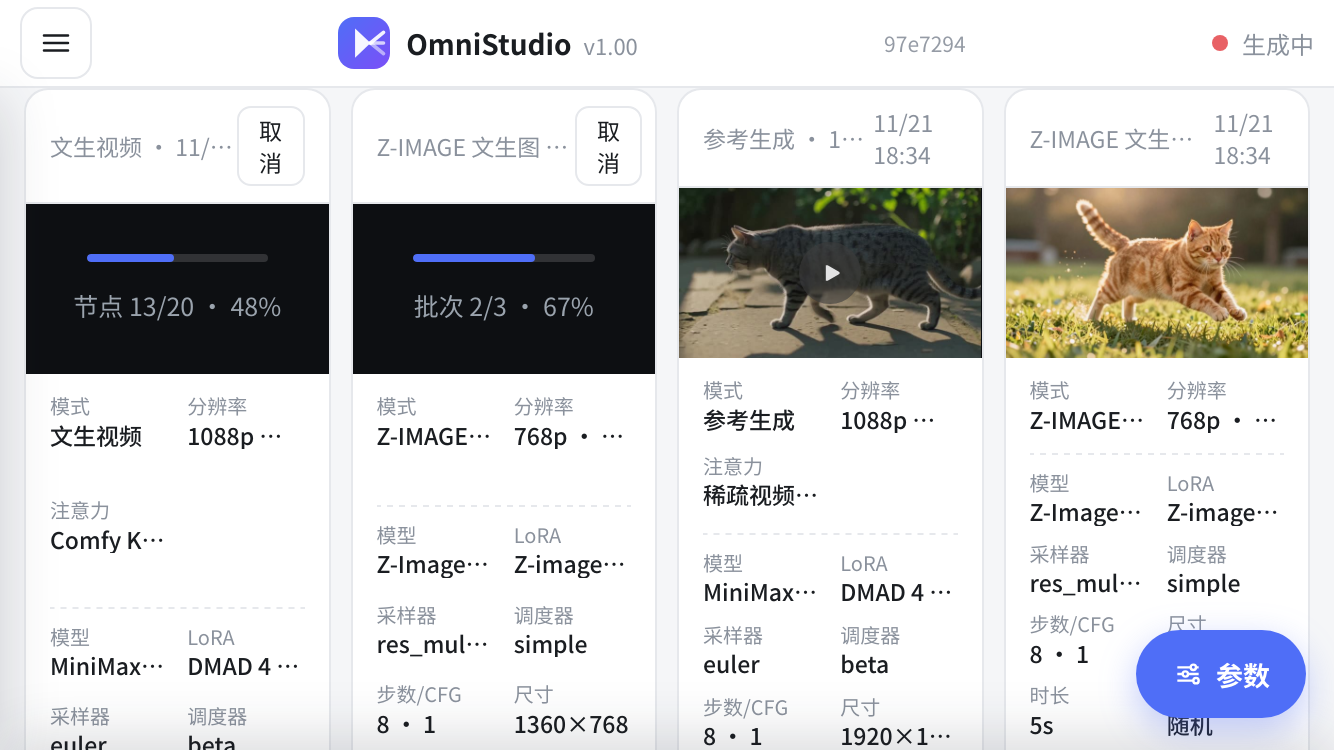 OmniStudio v1.00
97e7294
生成中
文生视频 • 11/···
取消
Z-IMAGE 文生图 ···
取消
参考生成 • 1···
11/21
18:34
Z-IMAGE 文生···
11/21
18:34
节点 13/20 • 48%
批次 2/3 • 67%
模式
分辨率
文生视频
1088p ···
注意力
Comfy K···
模型
LoRA
MiniMax···
DMAD 4 ···
采样器
调度器
euler
beta
模式
分辨率
Z-IMAGE···
768p • ···
模型
LoRA
Z-Image···
Z-image···
采样器
调度器
res_mul···
simple
步数/CFG
尺寸
8 • 1
1360×768
模式
分辨率
参考生成
1088p ···
注意力
稀疏视频···
模型
LoRA
MiniMax···
DMAD 4 ···
采样器
调度器
euler
beta
步数/CFG
尺寸
8 • 1
1920×1···
模式
分辨率
Z-IMAGE···
768p • ···
模型
LoRA
Z-Image···
Z-image···
采样器
调度器
res_mul···
simple
步数/CFG
尺寸
8 • 1
时长
5s
随机
参数